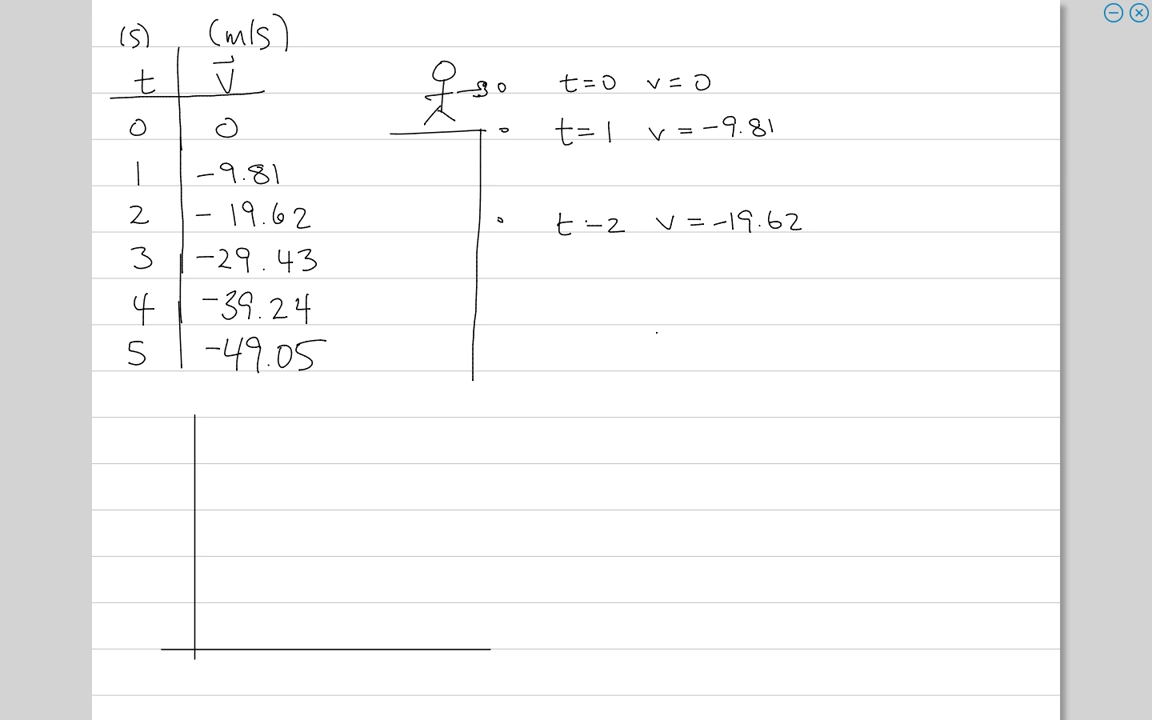 (s) (m/s)
t v⃗
0 0
1 -9.81
2 - 19.62
3 -29.43
4 -39.24
5 -49.05
t=0 v=0
t=1 v=-9.81
t=2 v=-19.62